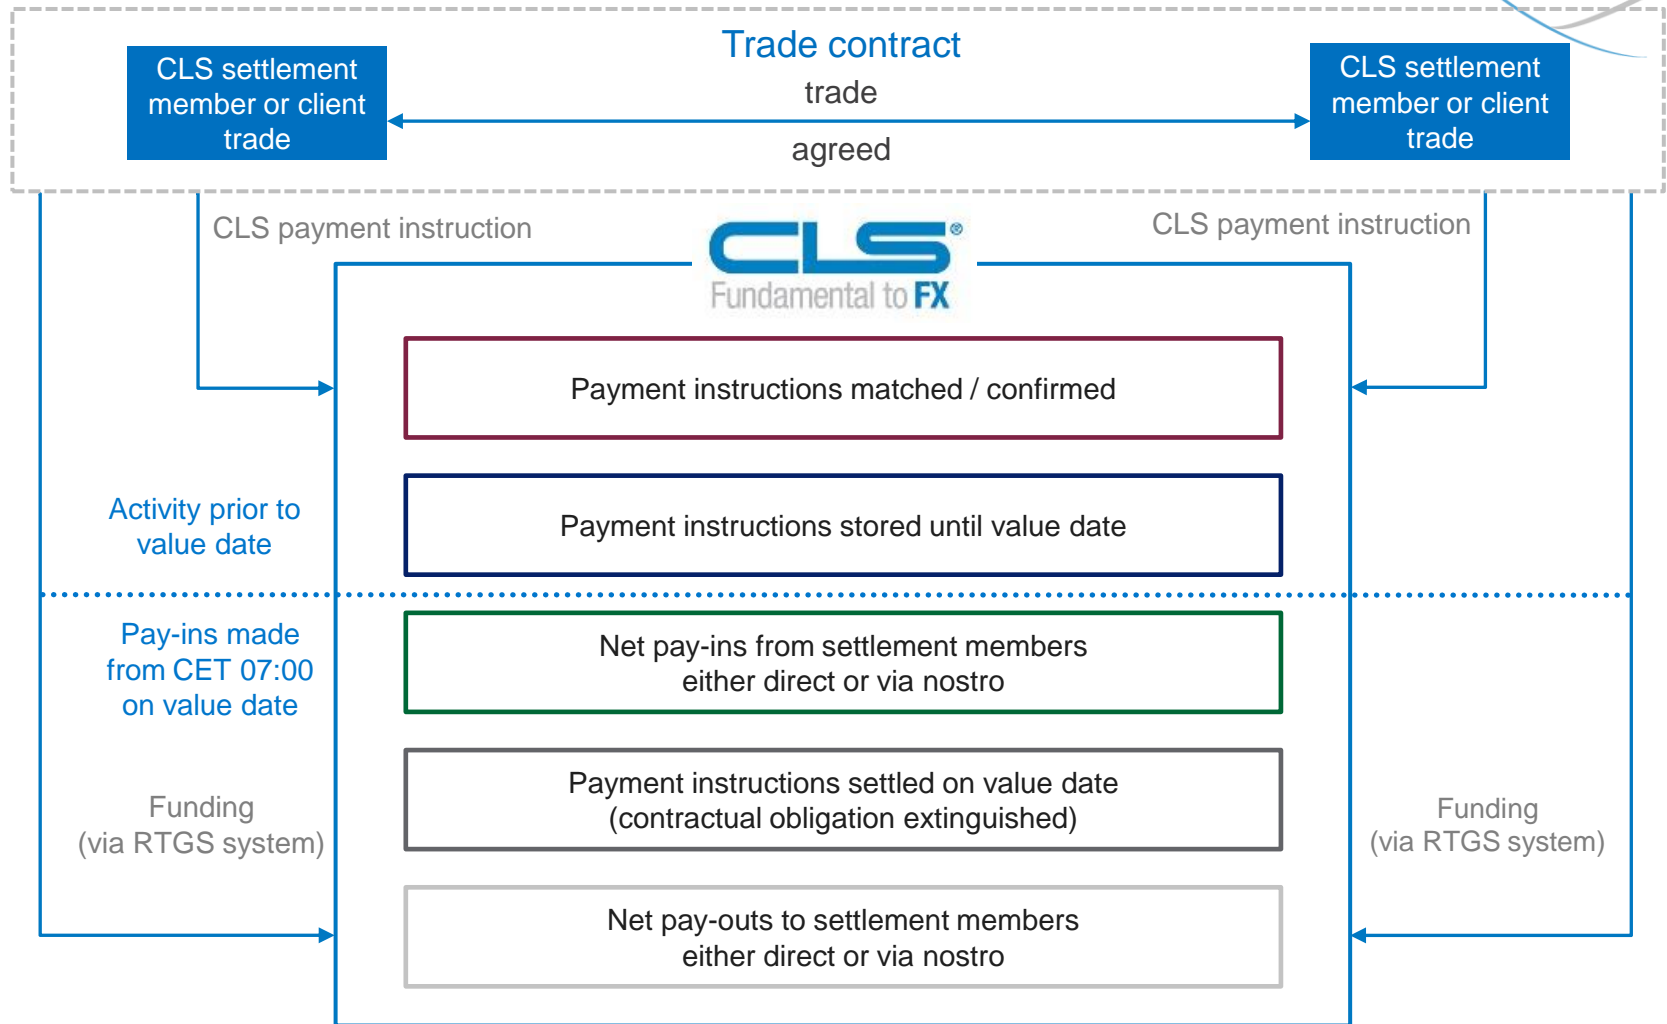 Trade contract
CLS settlement
member or client
trade
trade
agreed
CLS settlement
member or client
trade
CLS payment instruction
CLS payment instruction
CLS®
Fundamental to FX
Payment instructions matched / confirmed
Activity prior to
value date
Payment instructions stored until value date
Pay-ins made
from CET 07:00
on value date
Net pay-ins from settlement members
either direct or via nostro
Payment instructions settled on value date
(contractual obligation extinguished)
Funding
(via RTGS system)
Funding
(via RTGS system)
Net pay-outs to settlement members
either direct or via nostro